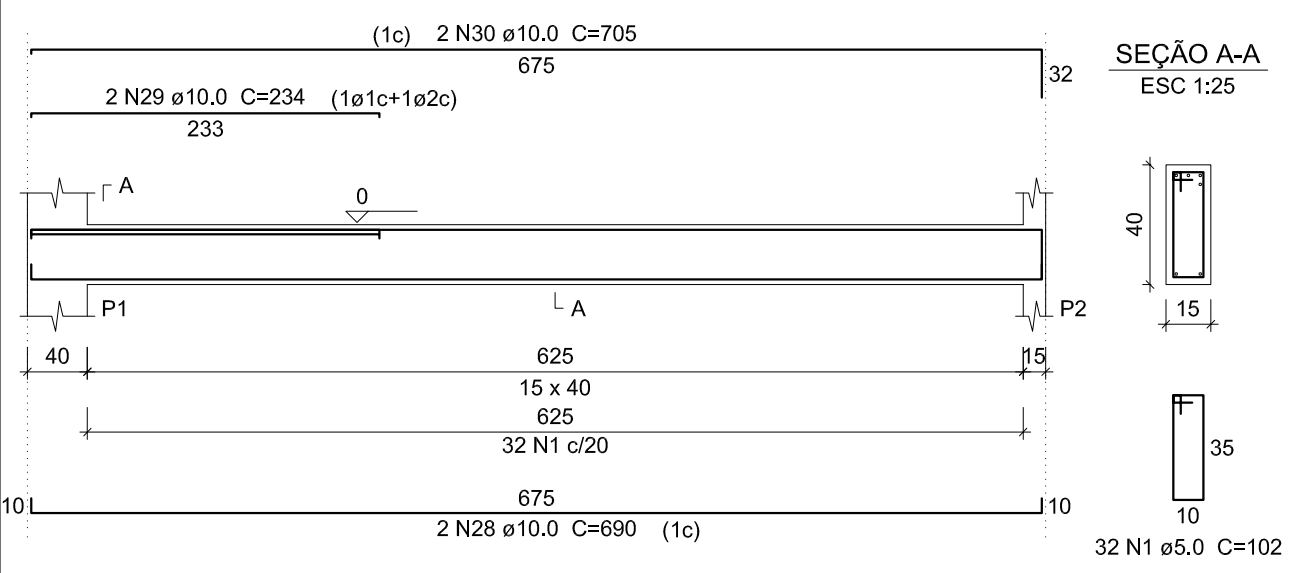 (1c) 2 N30 ø10.0 C=705
675
32
2 N29 ø10.0 C=234 (1ø1c+1ø2c)
233
A
0
P1
A
P2
40
625
15
15 x 40
625
32 N1 c/20
10
675
10
2 N28 ø10.0 C=690 (1c)
SEÇÃO A-A
ESC 1:25
40
15
35
10
32 N1 ø5.0 C=102